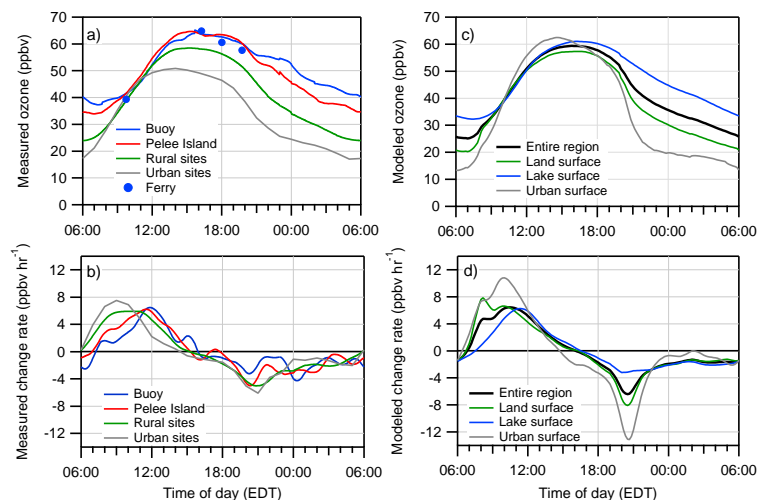 a)
Measured ozone (ppbv)
70
60
50
40
30
20
10
0
Buoy
Pelee Island
Rural sites
Urban sites
Ferry
06:00 12:00 18:00 00:00 06:00
c)
Modeled ozone (ppbv)
70
60
50
40
30
20
10
0
Entire region
Land surface
Lake surface
Urban surface
06:00 12:00 18:00 00:00 06:00
b)
Measured change rate (ppbv hr⁻¹)
12
8
4
0
-4
-8
-12
Buoy
Pelee Island
Rural sites
Urban sites
06:00 12:00 18:00 00:00 06:00
Time of day (EDT)
d)
Modeled change rate (ppbv hr⁻¹)
12
8
4
0
-4
-8
-12
Entire region
Land surface
Lake surface
Urban surface
06:00 12:00 18:00 00:00 06:00
Time of day (EDT)